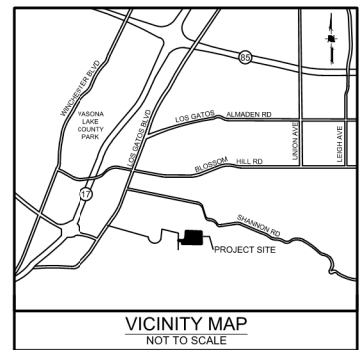 85
WINCHESTER BLVD
YASONA
LAKE
COUNTY
PARK
LOS GATOS BLVD
LOS GATOS ALMADEN RD
UNION AVE
LEIGH AVE
BLOSSOM HILL RD
17
SHANNON RD
PROJECT SITE
VICINITY MAP
NOT TO SCALE